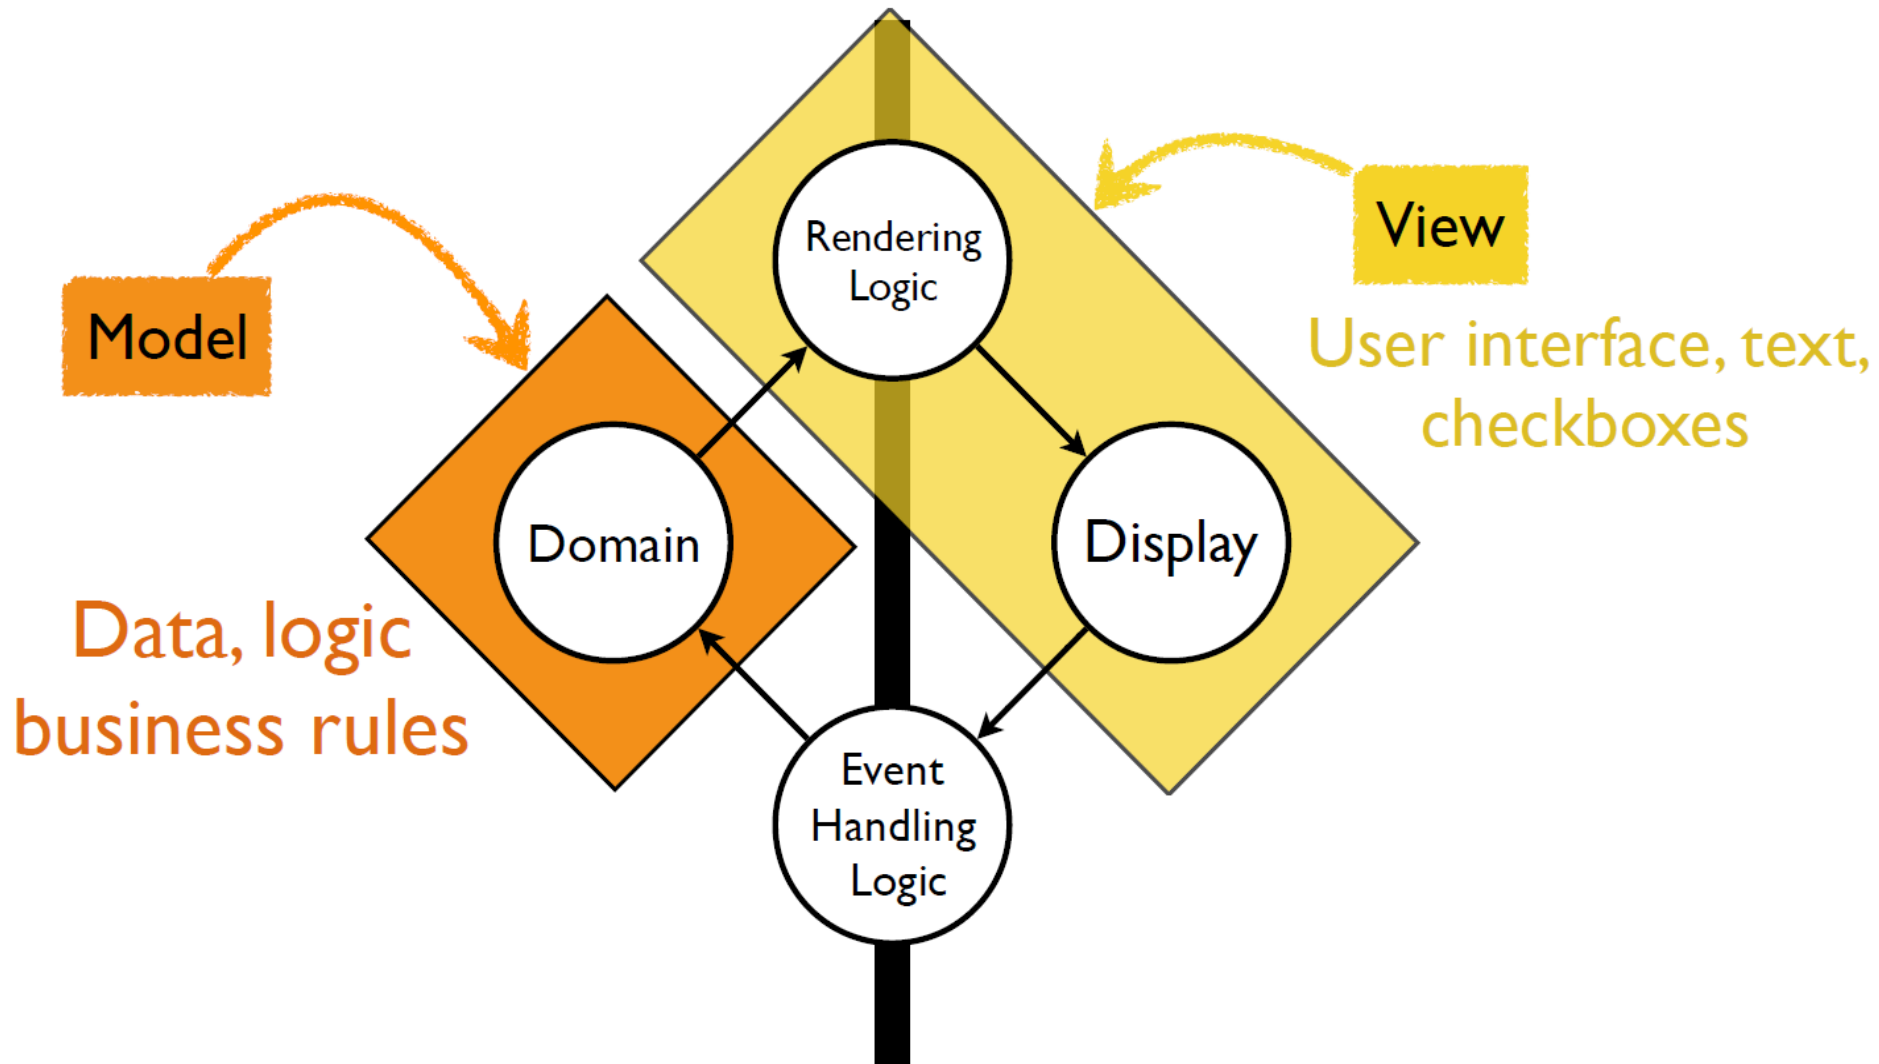 Model
Data, logic
business rules
Domain
Rendering
Logic
Display
Event
Handling
Logic
View
User interface, text,
checkboxes